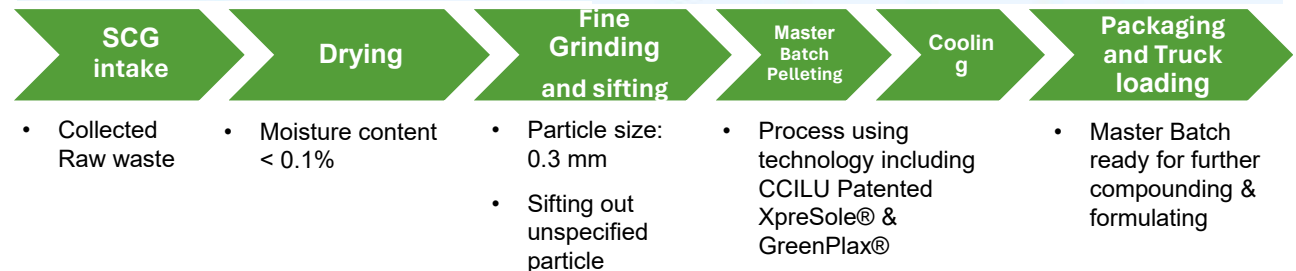 SCG
intake
Drying
Fine
Grinding
and sifting
Master
Batch
Pelleting
Coolin
g
Packaging
and Truck
loading
• Collected
Raw waste
• Moisture content
< 0.1%
• Particle size:
0.3 mm
• Sifting out
unspecified
particle
• Process using
technology including
CCILU Patented
XpreSole® &
GreenPlax®
• Master Batch
ready for further
compounding &
formulating